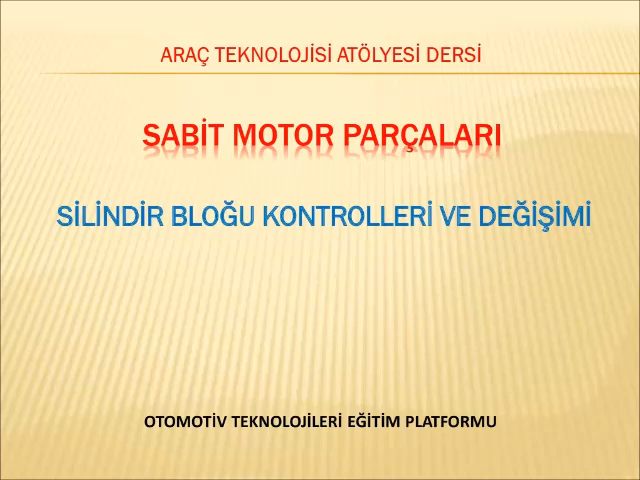 ARAÇ TEKNOLOJİSİ ATÖLYESİ DERSİ
SABİT MOTOR PARÇALARI
SİLİNDİR BLOĞU KONTROLLERİ VE DEĞİŞİMİ
OTOMOTİV TEKNOLOJİLERİ EĞİTİM PLATFORMU